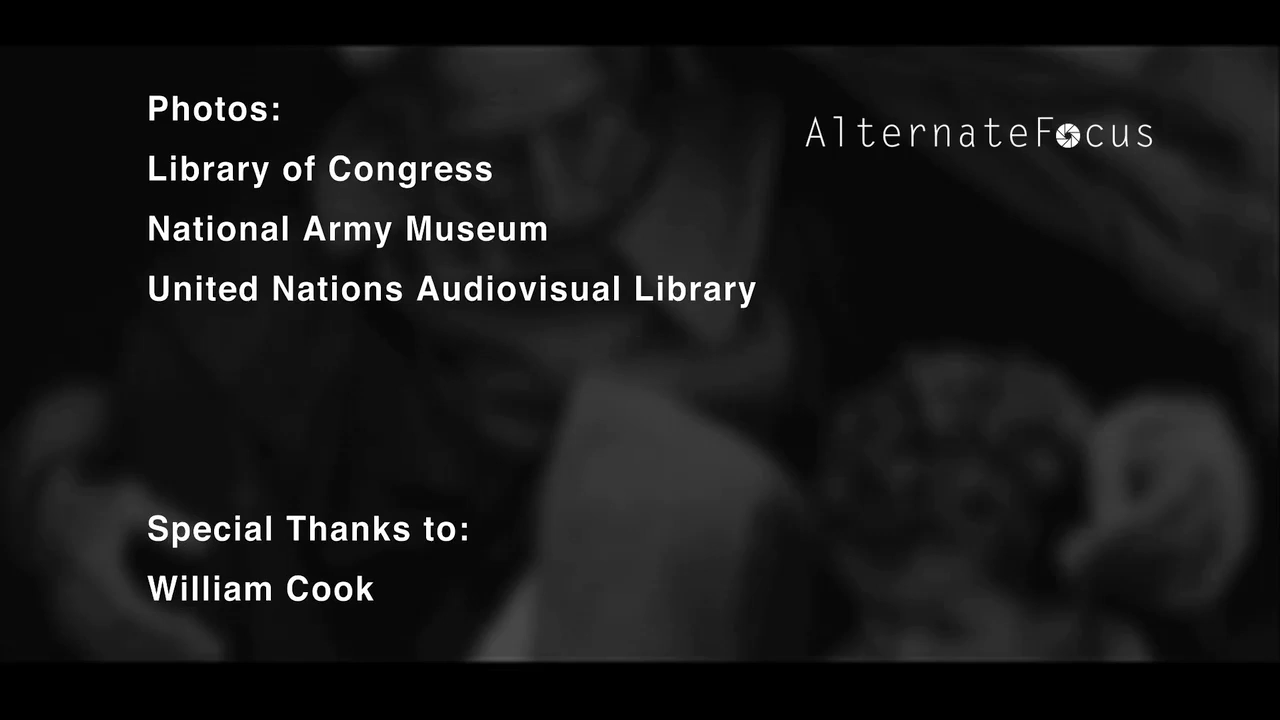 Photos:
Library of Congress
National Army Museum
United Nations Audiovisual Library
AlternateFocus
Special Thanks to:
William Cook